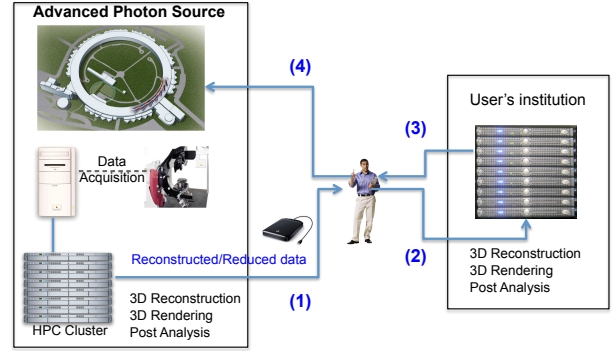 Advanced Photon Source
(4)
User's institution
(3)
Data
Acquisition
Reconstructed/Reduced data
(2)
3D Reconstruction
3D Rendering
Post Analysis
(1)
3D Reconstruction
3D Rendering
Post Analysis
HPC Cluster